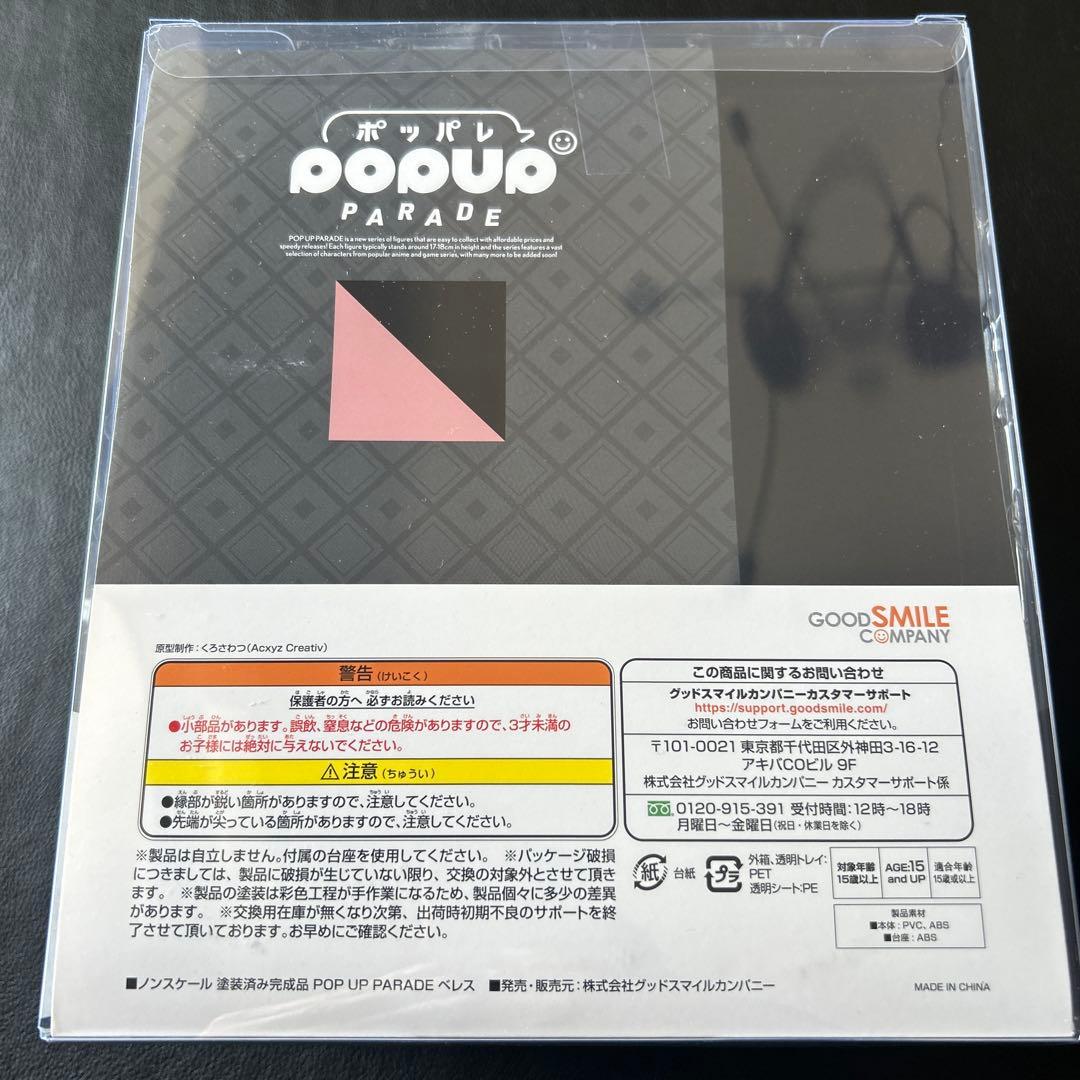 ポッパレ
POPUP
PARADE
POP UP PARADE is a new series of figures that are easy to collect with affordable prices and
speedy releases! Each figure typically stands around 17-18cm in height and the series features a vast
selection of characters from popular anime and game series, with many more to be added soon!
GOOD SMILE
COMPANY
原型制作：くろさわつ(Acxyz Creativ)
警告(けいこく)
保護者の方へ 必ずお読みください
●小部品があります。誤飲、窒息などの危険がありますので、3才未満の
お子様には絶対に与えないでください。
⚠注意(ちゅうい)
●縁部が鋭い箇所がありますので、注意してください。
●先端が尖っている箇所がありますので、注意してください。
この商品に関するお問い合わせ
グッドスマイルカンパニーカスタマーサポート
https://support.goodsmile.com/
お問い合わせフォームをご利用ください。
〒101-0021 東京都千代田区外神田3-16-12
アキバCOビル 9F
株式会社グッドスマイルカンパニー カスタマーサポート係
0120-915-391 受付時間：12時〜18時
月曜日〜金曜日(祝日・休業日を除く)
※製品は自立しません。付属の台座を使用してください。 ※パッケージ破損
につきましては、製品に破損が生じていない限り、交換の対象外とさせて頂き
ます。 ※製品の塗装は彩色工程が手作業になるため、製品個々に多少の差異
があります。 ※交換用在庫が無くなり次第、出荷時初期不良のサポートを終
了させて頂いております。お早めにご確認ください。
紙 台紙
プラ
外箱、透明トレイ：
PET
透明シート：PE
対象年齢
15歳以上
AGE:15
and UP
適合年齢
15歳或以上
製品素材
■本体：PVC、ABS
■台座：ABS
■ノンスケール 塗装済み完成品 POP UP PARADE ベレス ■発売・販売元：株式会社グッドスマイルカンパニー
MADE IN CHINA